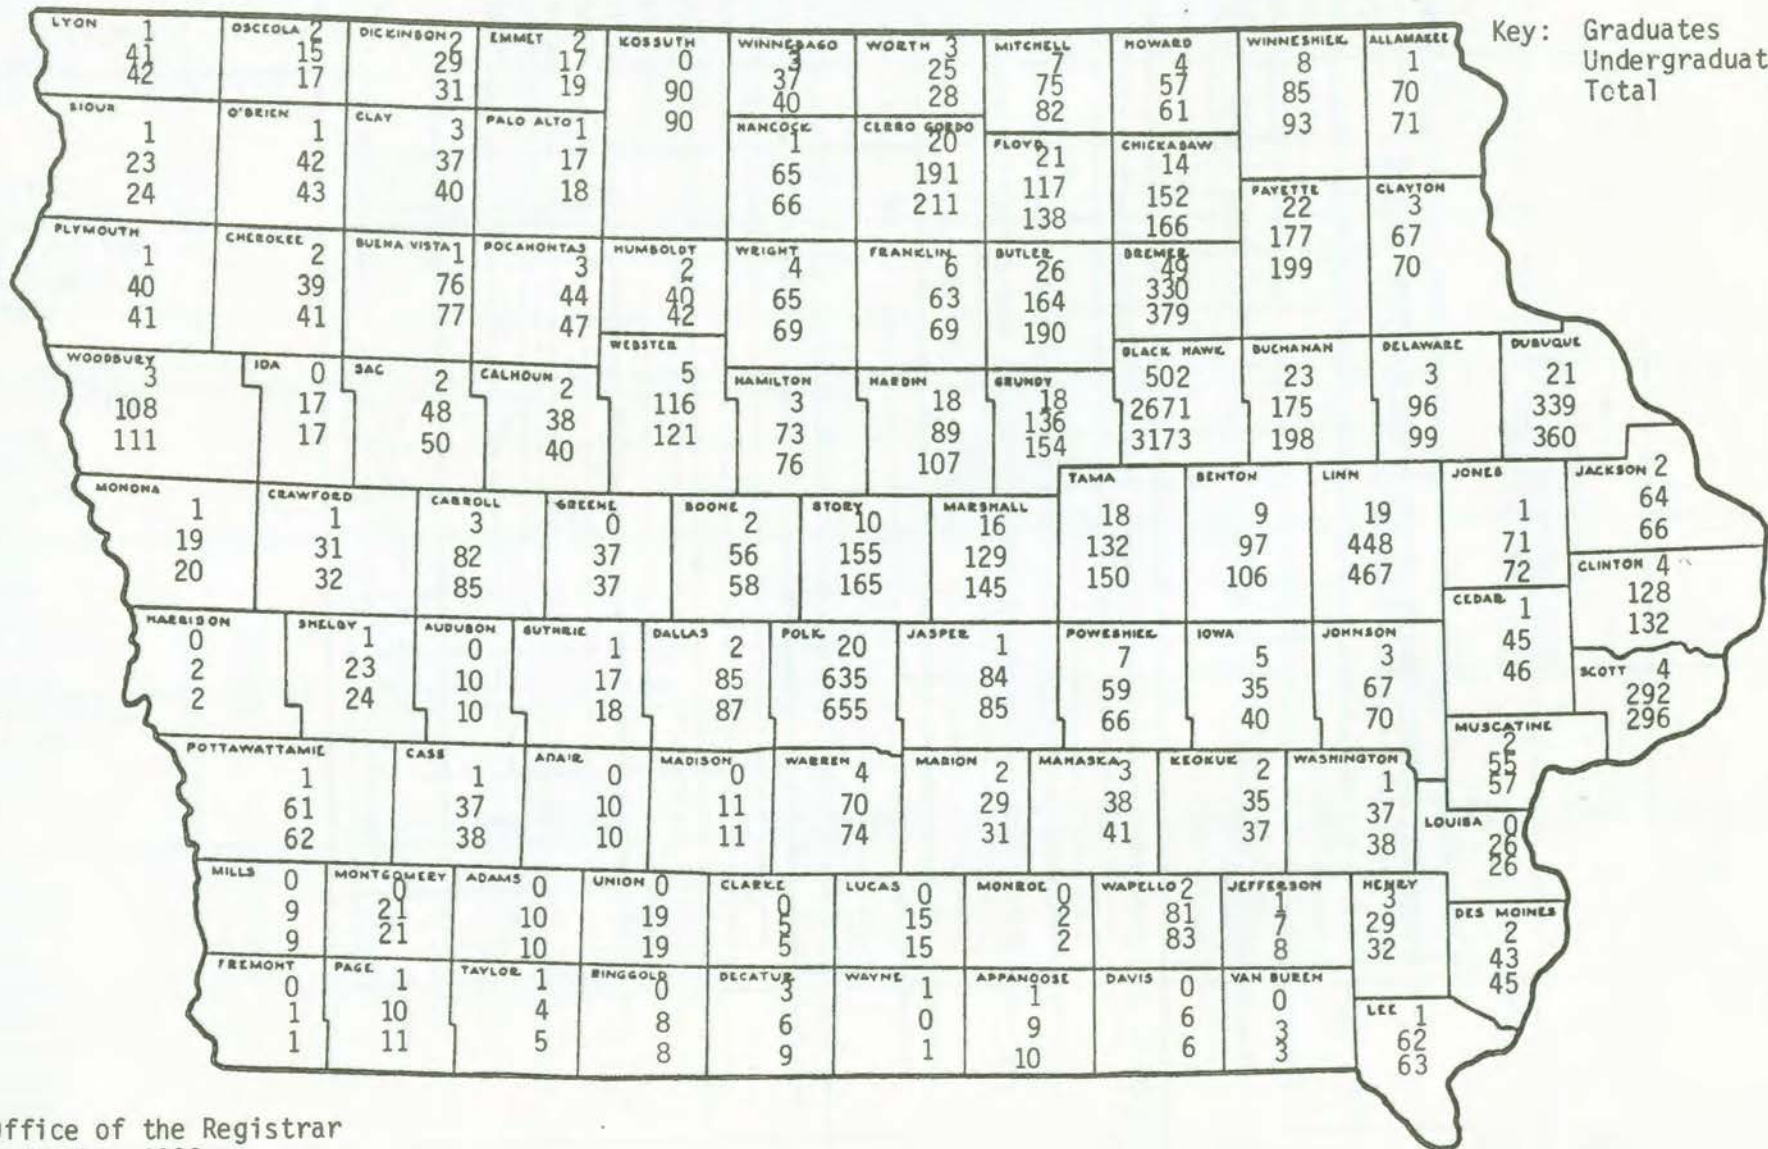 Key: Graduates
Undergraduat
Total
LYON 1
41
42
OSCEOLA 2
15
17
DICKINSON 2
29
31
EMMET 2
17
19
KOSSUTH
0
90
90
WINNEBAGO
3
37
40
WORTH 3
25
28
MITCHELL
7
75
82
HOWARD
4
57
61
WINNESHIEK
8
85
93
ALLAMAKEE
1
70
71
SIOUR
1
23
24
O'BRIEN
1
42
43
CLAY
3
37
40
PALO ALTO 1
17
18
HANCOCK
1
65
66
CERRO GORDO
20
191
211
FLOYD
21
117
138
CHICKASAW
14
152
166
FAYETTE
22
177
199
CLAYTON
3
67
70
PLYMOUTH
1
40
41
CHEROKEE
2
39
41
BUENA VISTA 1
76
77
POCAHONTAS
3
44
47
HUMBOLDT
2
40
42
WRIGHT
4
65
69
FRANKLIN
6
63
69
BUTLER
26
164
190
BREMER
49
330
379
WOODBURY
3
108
111
IDA 0
17
17
SAC
2
48
50
CALHOUN 2
38
40
WEBSTER
5
116
121
HAMILTON
3
73
76
HARDIN
18
89
107
GRUNDY
18
136
154
BLACK HAWK
502
2671
3173
BUCHANAN
23
175
198
DELAWARE
3
96
99
DUBUQUE
21
339
360
MONONA
1
19
20
CRAWFORD
1
31
32
CARROLL
3
82
85
GREENE
0
37
37
BOONE
2
56
58
STORY
10
155
165
MARSHALL
16
129
145
TAMA
18
132
150
BENTON
9
97
106
LINN
19
448
467
JONES
1
71
72
JACKSON 2
64
66
CLINTON 4
128
132
CEDAR 1
45
46
HARRISON
0
2
2
SHELBY
1
23
24
AUDUBON
0
10
10
GUTHRIE
1
17
18
DALLAS
2
85
87
POLK
20
635
655
JASPER
1
84
85
POWESHIEK
7
59
66
IOWA
5
35
40
JOHNSON
3
67
70
SCOTT 4
292
296
MUSCATINE
2
55
57
POTTAWATTAMIE
1
61
62
CASS
1
37
38
ADAIR
0
10
10
MADISON 0
11
11
WARREN
4
70
74
MARION 2
29
31
MAHASKA 3
38
41
KEOKUK 2
35
37
WASHINGTON
1
37
38
LOUISA 0
26
26
MILLS 0
9
9
MONTGOMERY
0
21
21
ADAMS 0
10
10
UNION 0
19
19
CLARKE
0
5
5
LUCAS 0
15
15
MONROE 0
2
2
WAPELLO 2
81
83
JEFFERSON
1
7
8
HENRY
3
29
32
DES MOINES
2
43
45
FREMONT
0
1
1
PAGE 1
10
11
TAYLOR 1
4
5
RINGGOLD
0
8
8
DECATUR
3
6
9
WAYNE 1
0
1
APPANOOSE
1
9
10
DAVIS 0
6
6
VAN BUREN
0
3
3
LEE 1
62
63
ffice of the Registrar